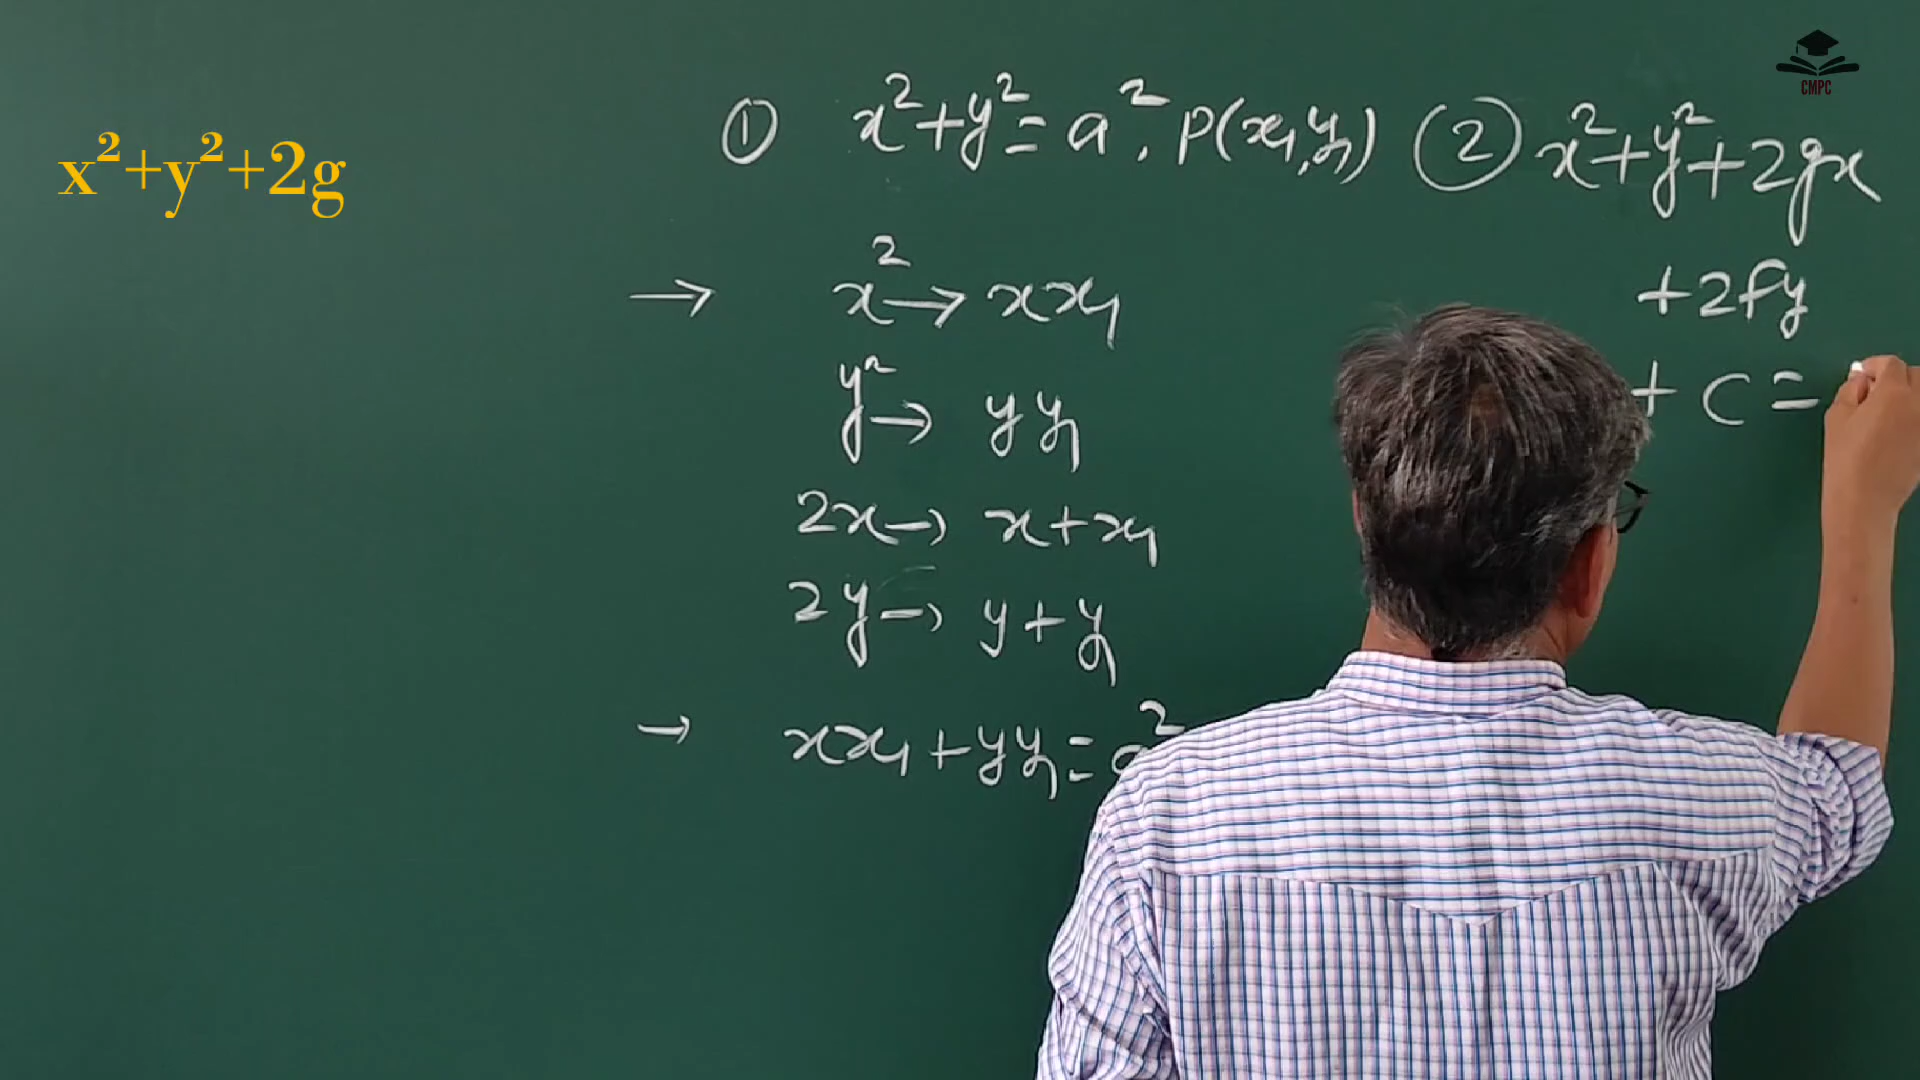 x²+y²+2g
① x²+y²=a², P(x₁,y₁)
→ x²→xx₁
y²→yy₁
2x→x+x₁
2y→y+y₁
→ xx₁+yy₁=a²
② x²+y²+2gx
+2fy
+c=
CMPC